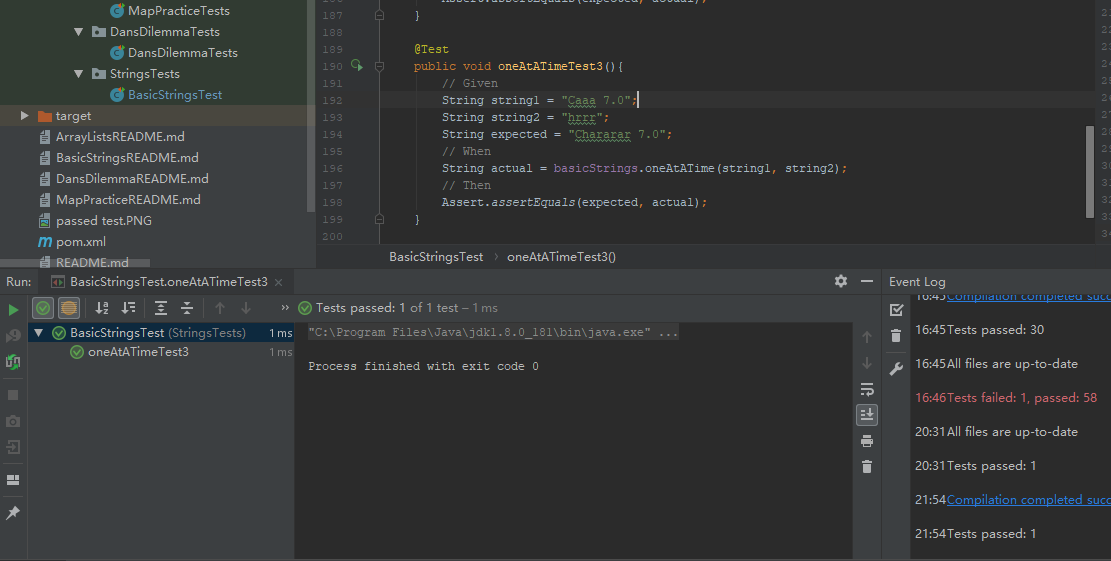 MapPracticeTests
DansDilemmaTests
DansDilemmaTests
StringsTests
BasicStringsTest
target
ArrayListsREADME.md
BasicStringsREADME.md
DansDilemmaREADME.md
MapPracticeREADME.md
passed test.PNG
pom.xml
README.md
Assert.assertEquals(expected, actual);
187 }
188
189 @Test
190 public void oneAtATimeTest3(){
191 // Given
192 String string1 = "Caaa 7.0";
193 String string2 = "hrrr";
194 String expected = "Chararar 7.0";
195 // When
196 String actual = basicStrings.oneAtATime(string1, string2);
197 // Then
198 Assert.assertEquals(expected, actual);
199 }
200
BasicStringsTest › oneAtATimeTest3()
Run: BasicStringsTest.oneAtATimeTest3 ×
» Tests passed: 1 of 1 test – 1 ms
BasicStringsTest (StringsTests) 1 ms
oneAtATimeTest3 1 ms
"C:\Program Files\Java\jdk1.8.0_181\bin\java.exe" ...
Process finished with exit code 0
Event Log
16:45 Compilation completed succ
16:45 Tests passed: 30
16:45 All files are up-to-date
16:46 Tests failed: 1, passed: 58
20:31 All files are up-to-date
20:31 Tests passed: 1
21:54 Compilation completed succ
21:54 Tests passed: 1